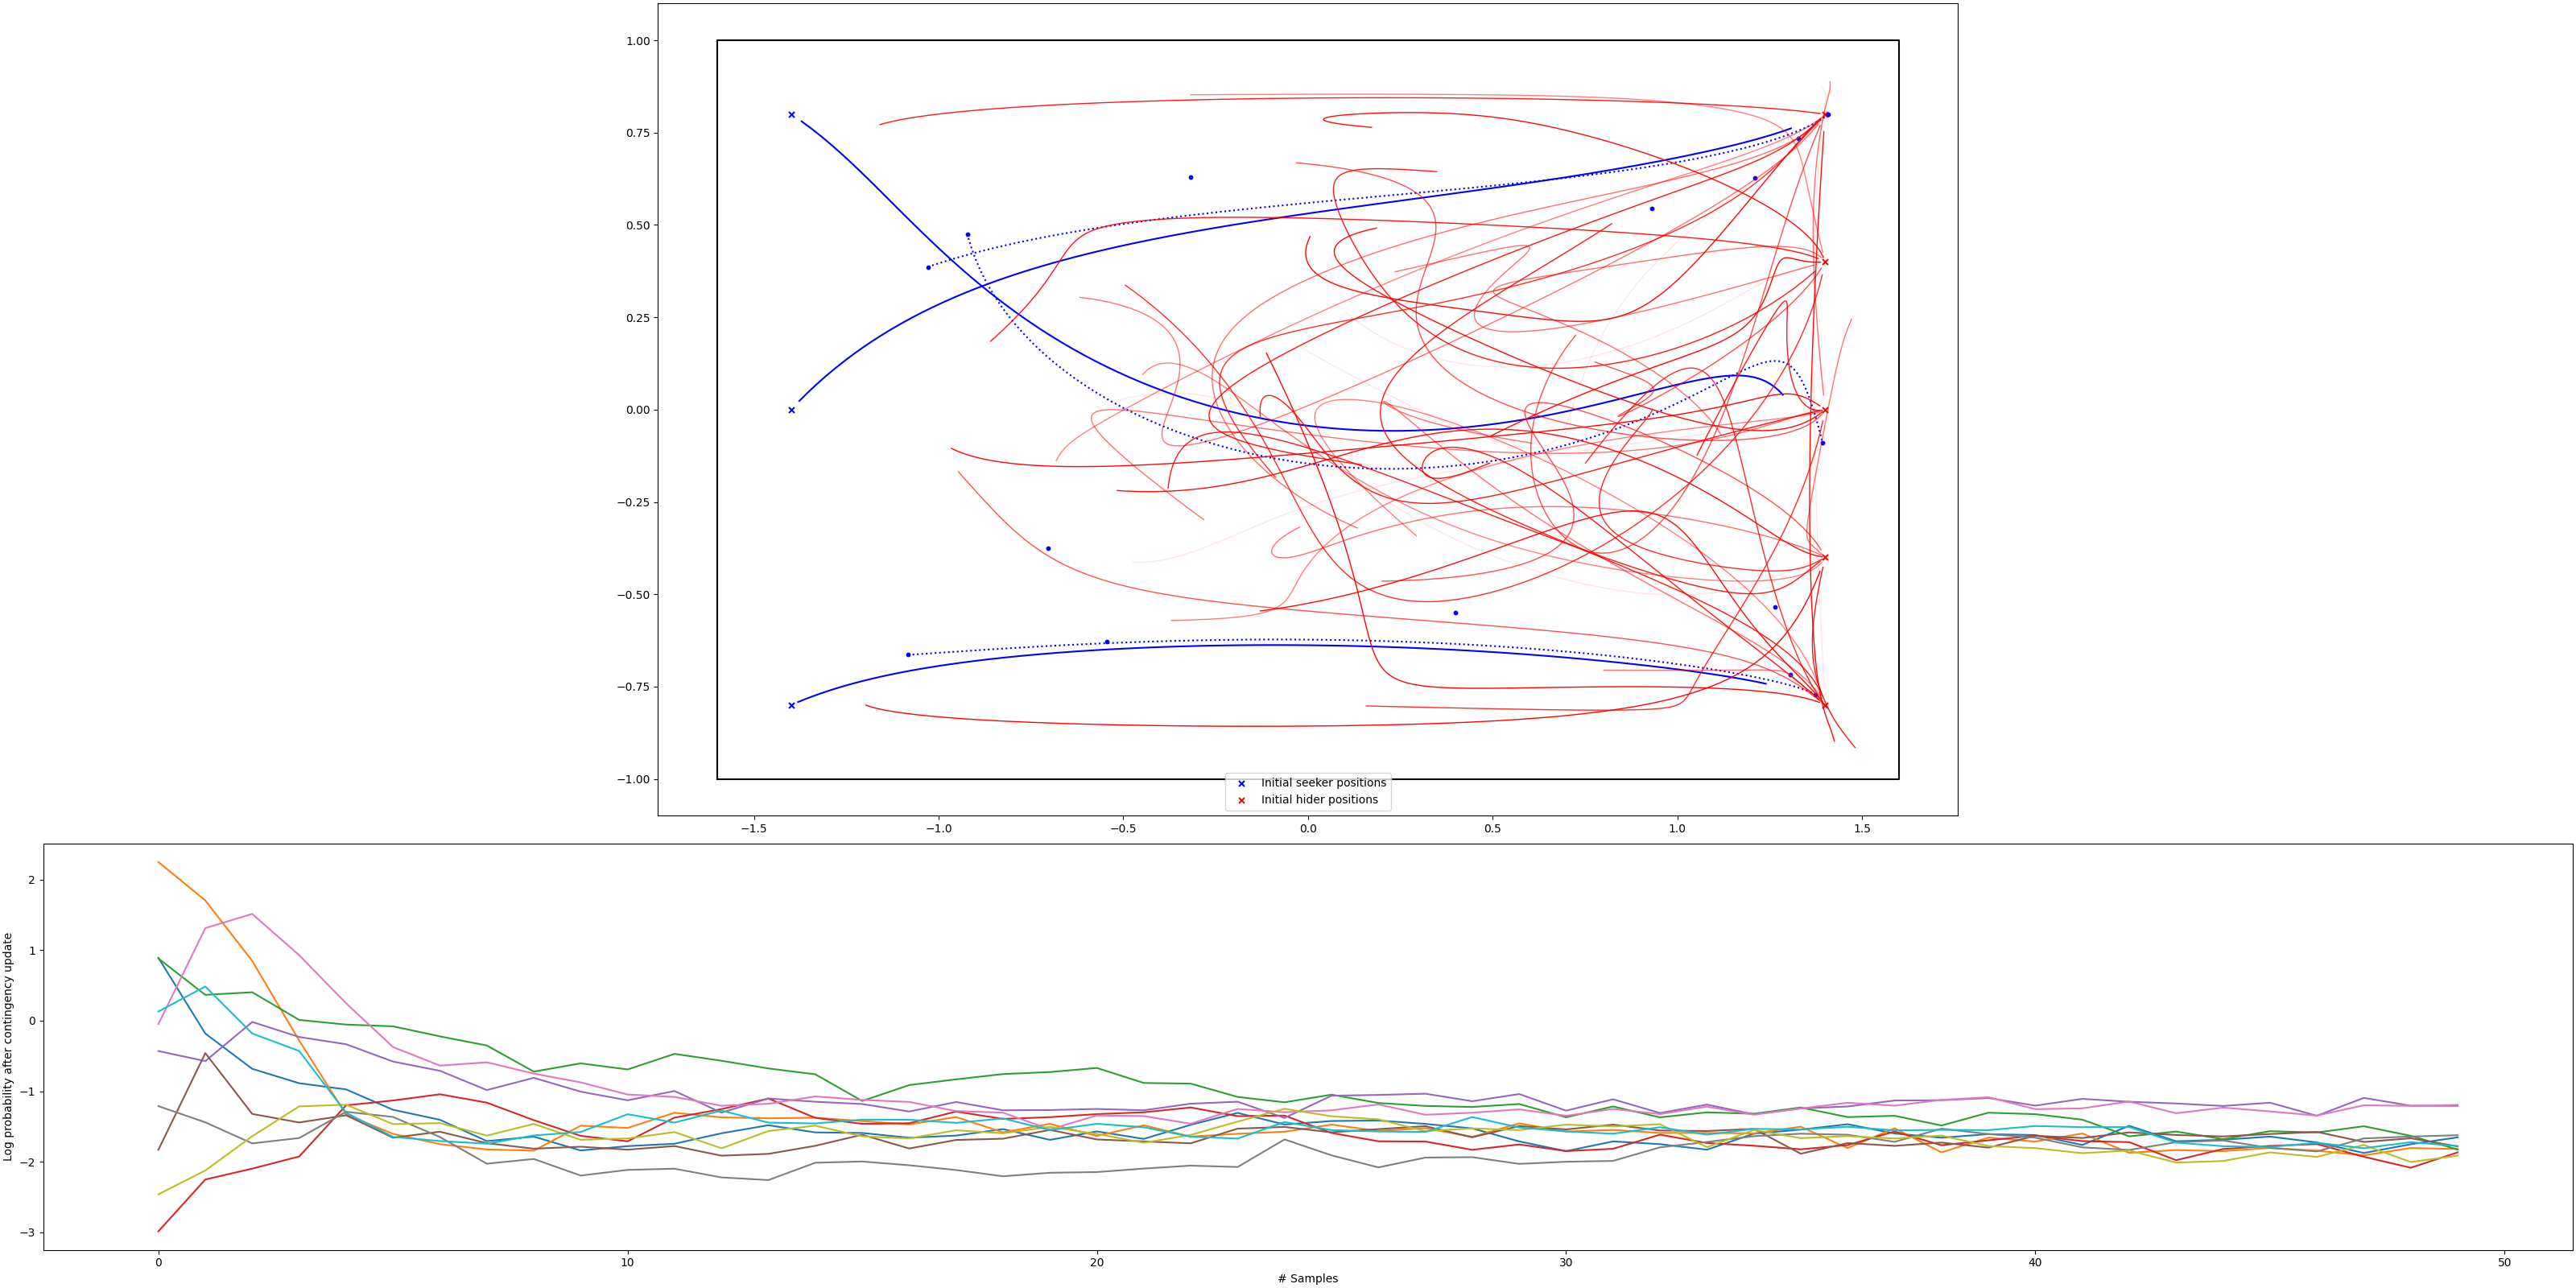 1.00
0.75
0.50
0.25
0.00
−0.25
−0.50
−0.75
−1.00
Initial seeker positions
Initial hider positions
−1.5 −1.0 −0.5 0.0 0.5 1.0 1.5
Log probability after contingency update
2
1
0
−1
−2
−3
0 10 20 30 40 50
# Samples